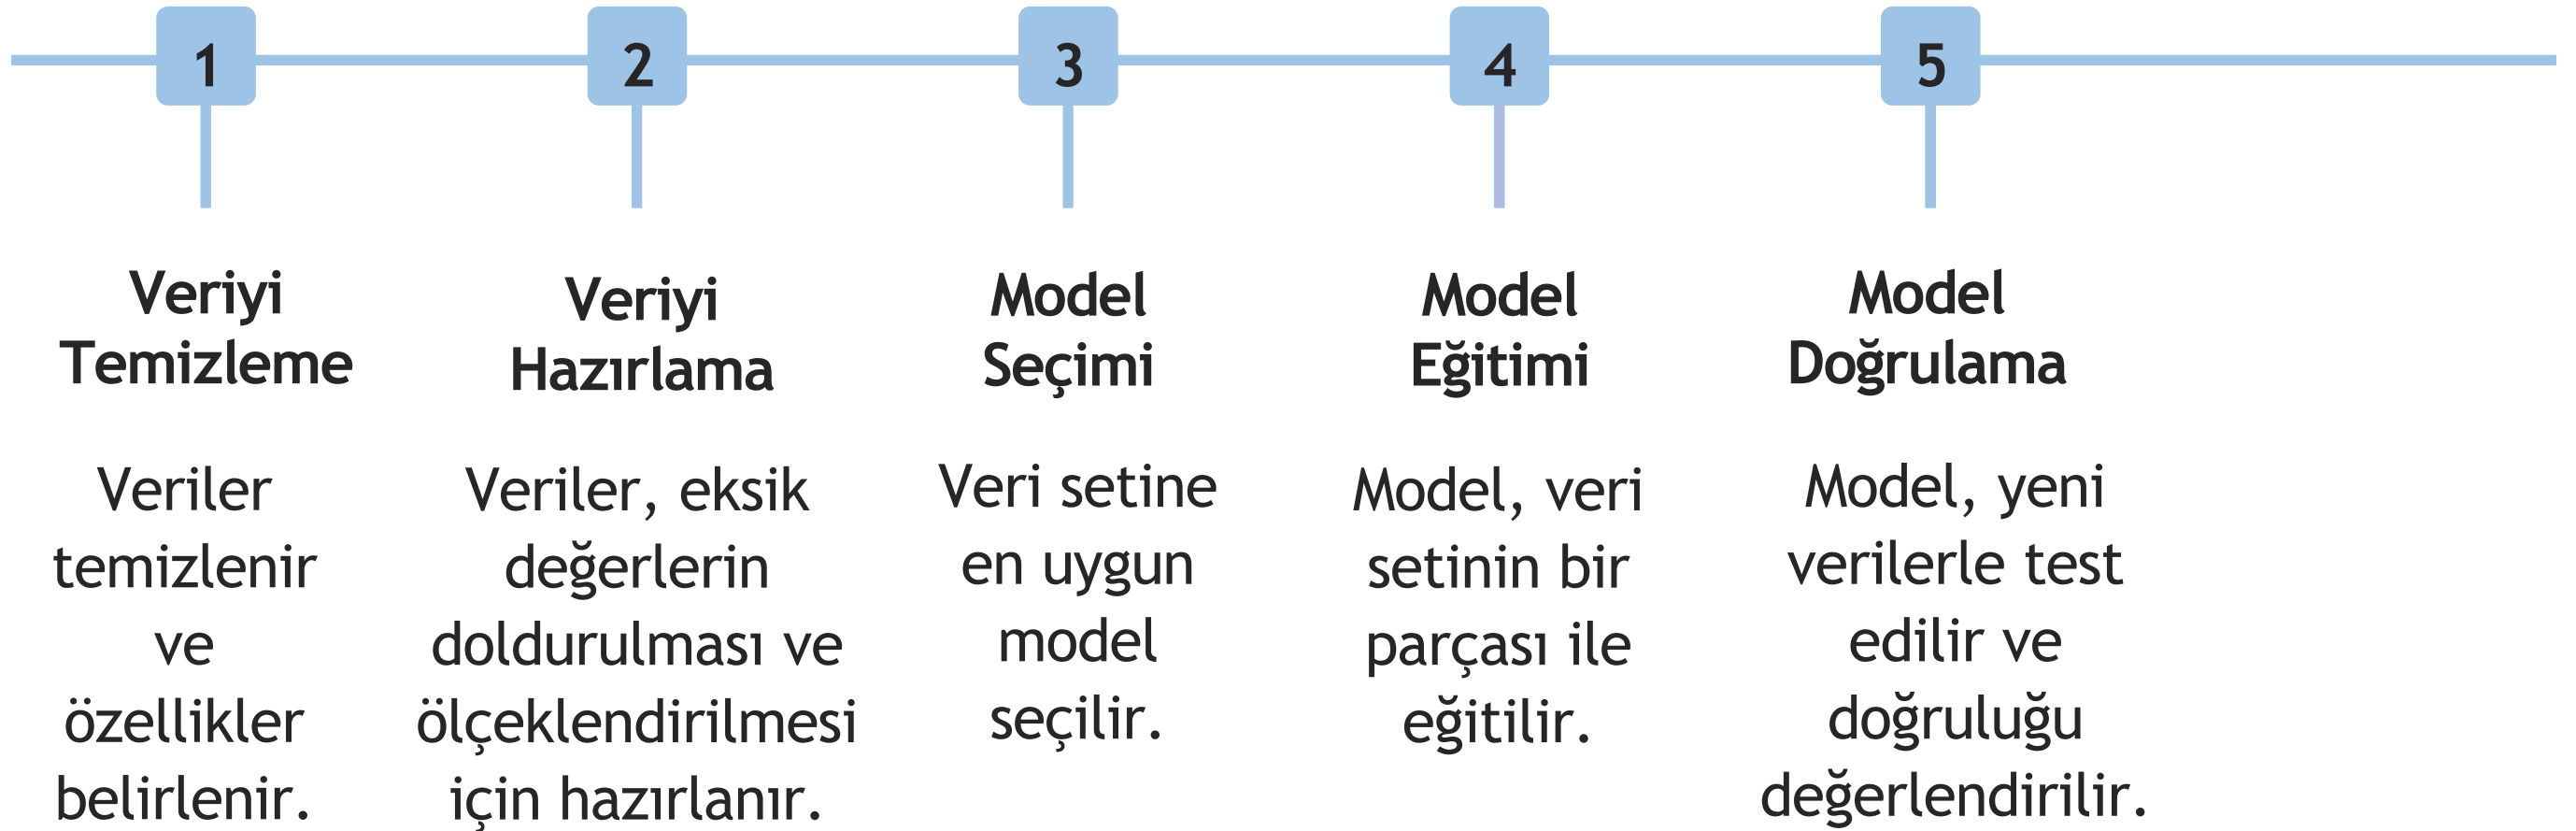 1
2
3
4
5
Veriyi
Temizleme
Veriler
temizlenir
ve
özellikler
belirlenir.
Veriyi
Hazırlama
Veriler, eksik
değerlerin
doldurulması ve
ölçeklendirilmesi
için hazırlanır.
Model
Seçimi
Veri setine
en uygun
model
seçilir.
Model
Eğitimi
Model, veri
setinin bir
parçası ile
eğitilir.
Model
Doğrulama
Model, yeni
verilerle test
edilir ve
doğruluğu
değerlendirilir.